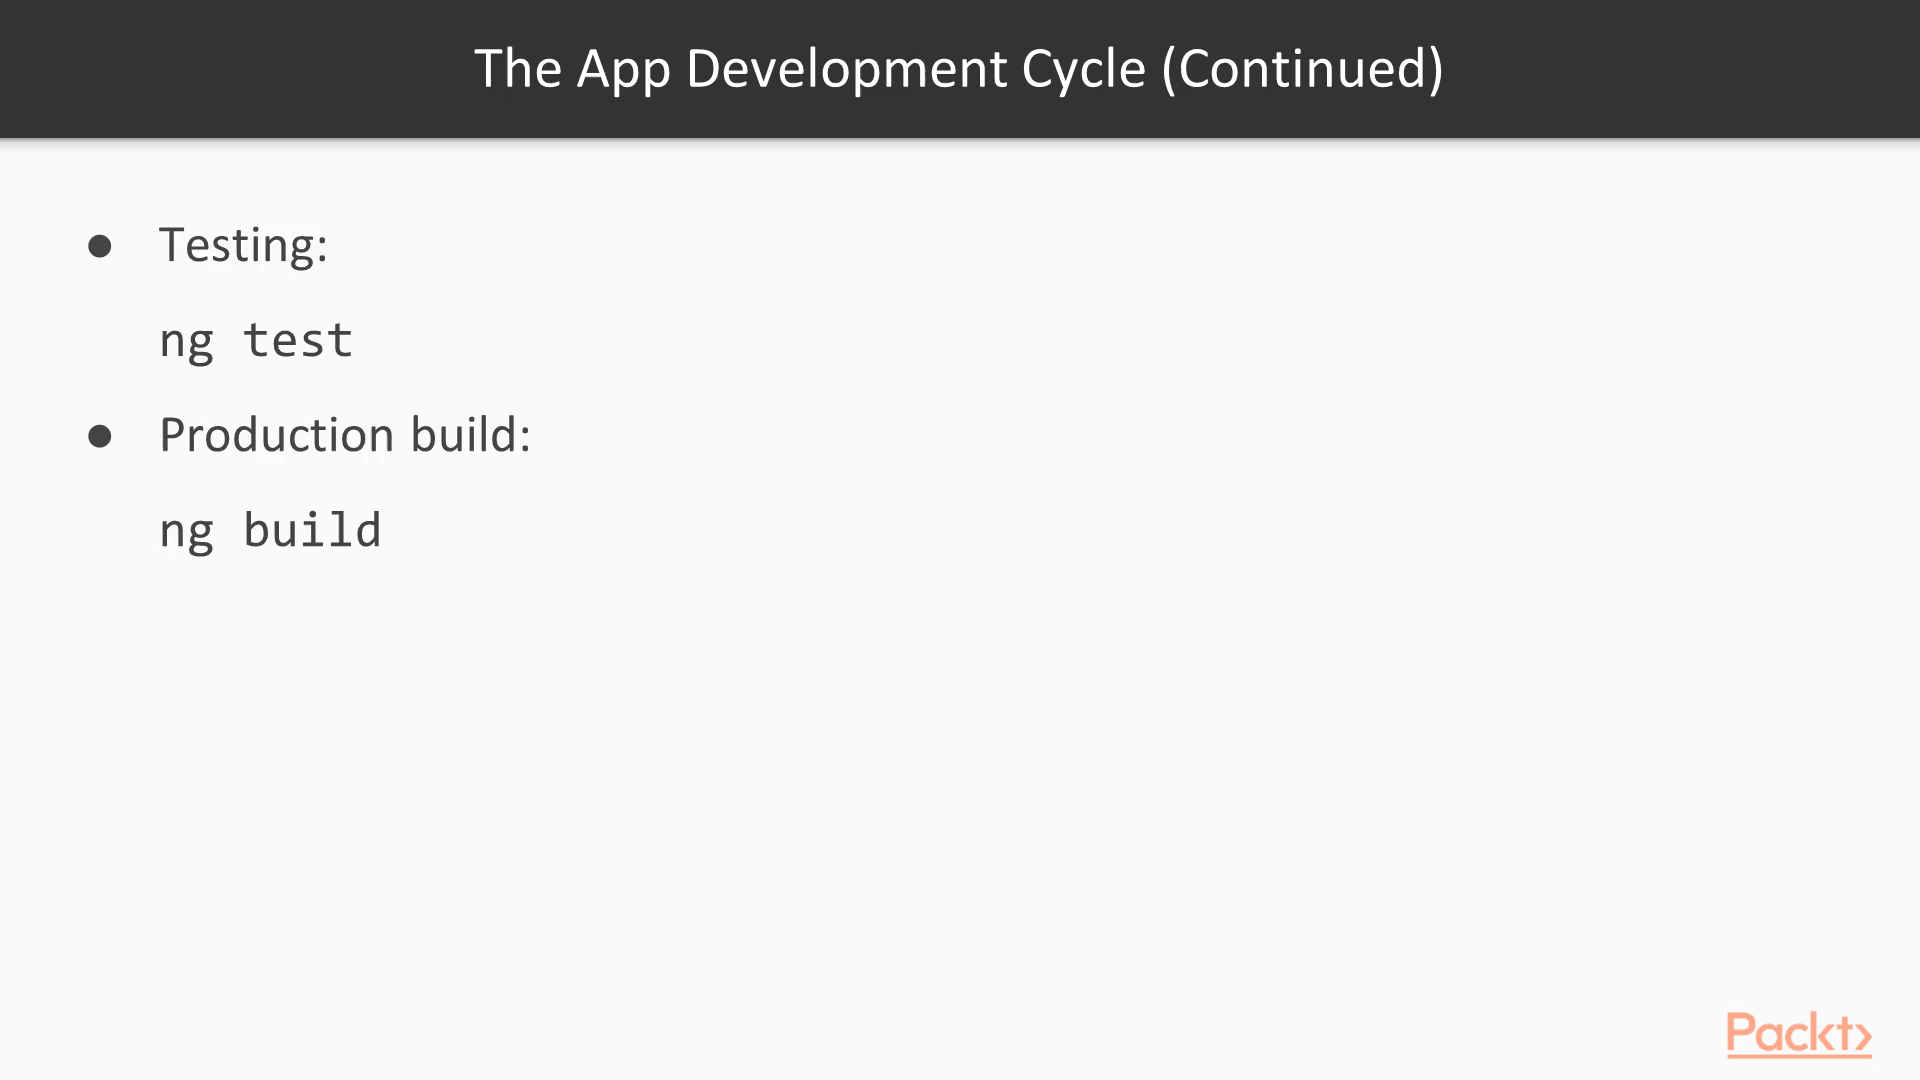 The App Development Cycle (Continued)
● Testing:
ng test
● Production build:
ng build
Packt>